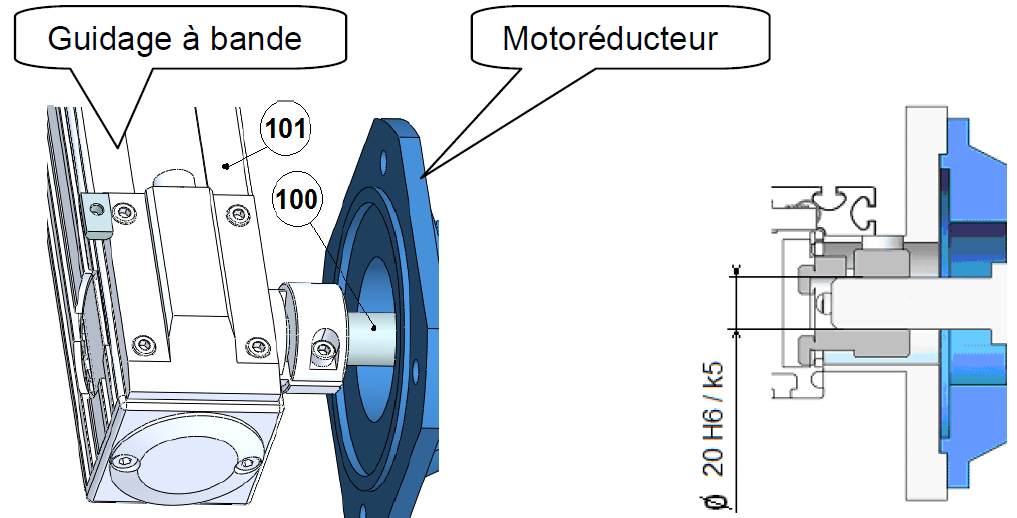 Guidage à bande
Motoréducteur
101
100
Ø 20 H6 / k5